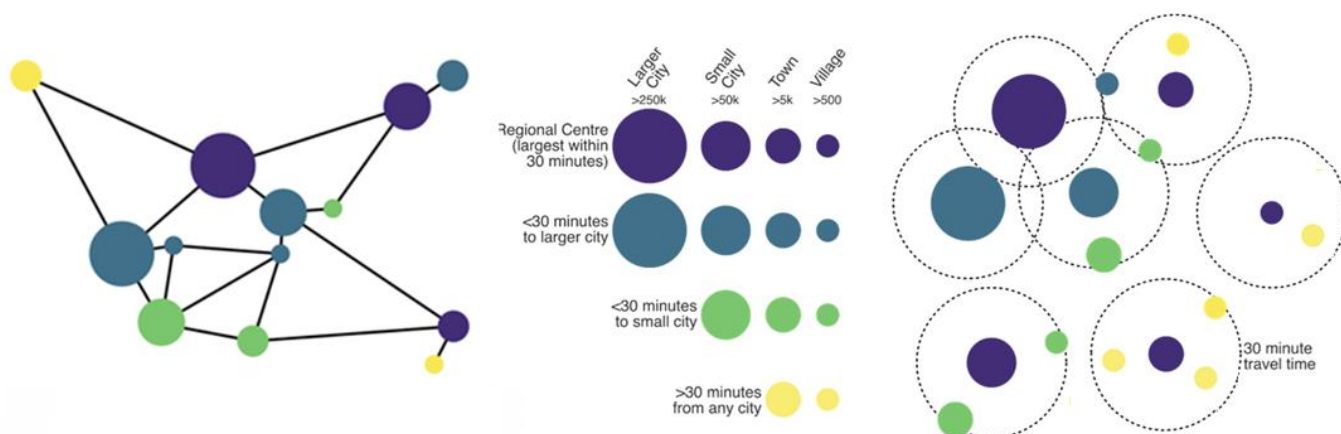 Larger
City
Small
City
Town
Village
>250k
>50k
>5k
>500
Regional Centre
(largest within
30 minutes)
<30 minutes
to larger city
<30 minutes
to small city
>30 minutes
from any city
30 minute
travel time